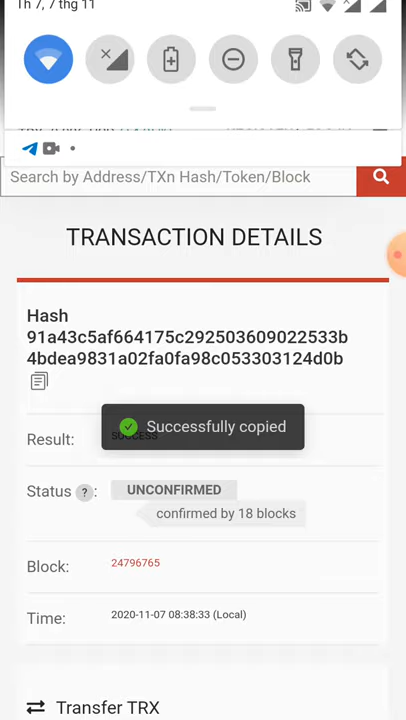 Th 7, 7 thg 11
Search by Address/TXn Hash/Token/Block
TRANSACTION DETAILS
Hash
91a43c5af664175c292503609022533b
4bdea9831a02fa0fa98c053303124d0b
Successfully copied
Result: SUCCESS
Status ? : UNCONFIRMED
confirmed by 18 blocks
Block: 24796765
Time: 2020-11-07 08:38:33 (Local)
Transfer TRX